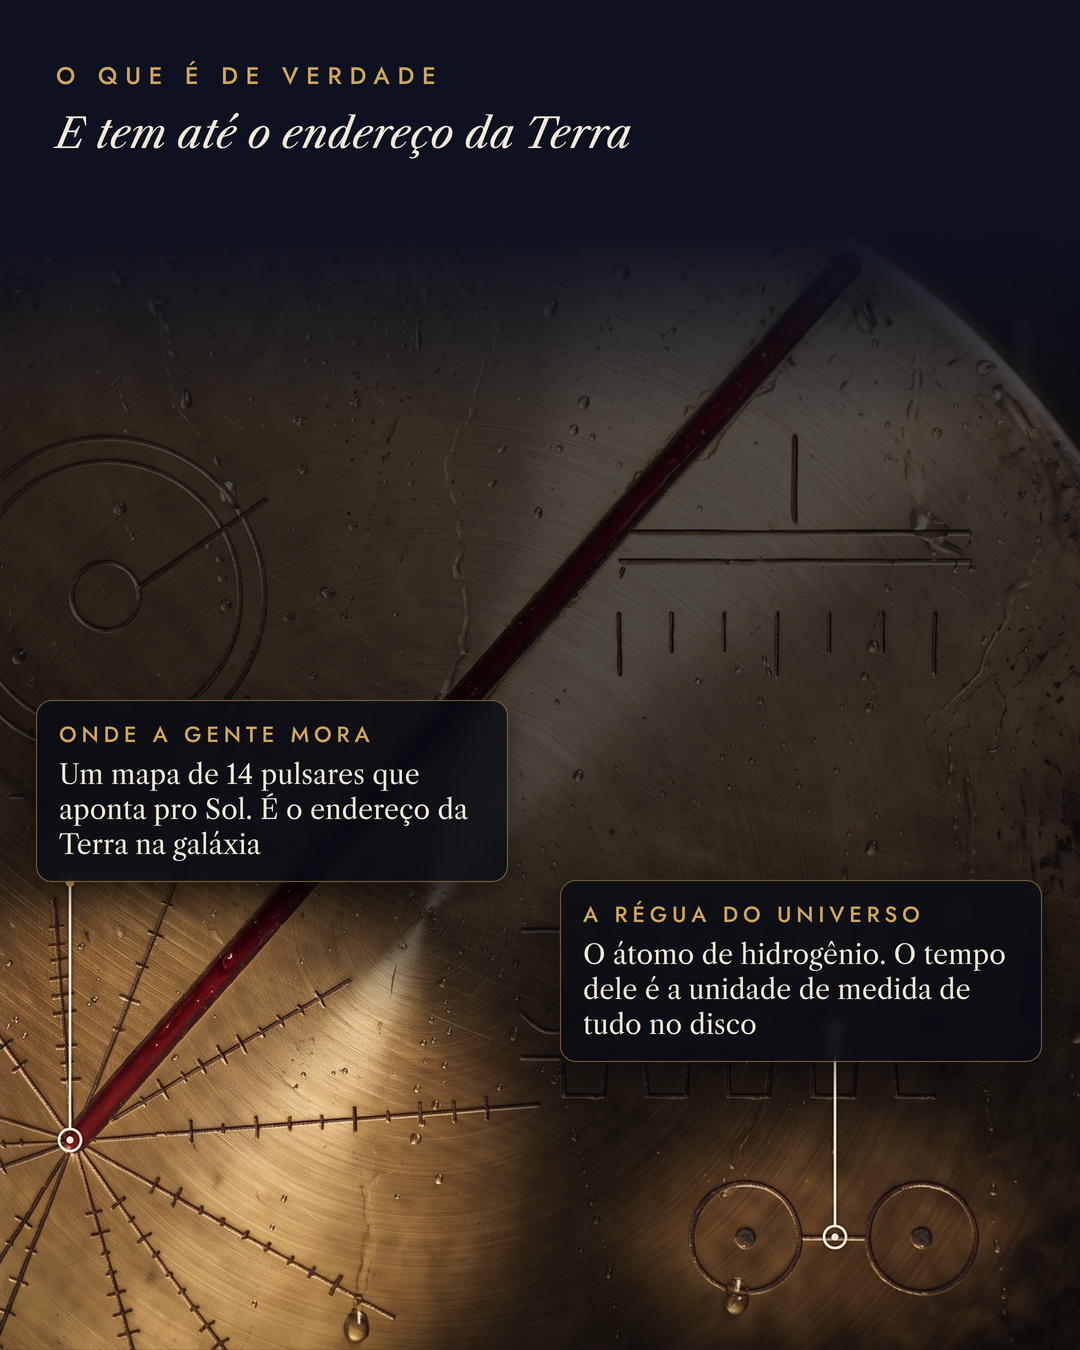 O QUE É DE VERDADE
E tem até o endereço da Terra
ONDE A GENTE MORA
Um mapa de 14 pulsares que
aponta pro Sol. É o endereço da
Terra na galáxia
A RÉGUA DO UNIVERSO
O átomo de hidrogênio. O tempo
dele é a unidade de medida de
tudo no disco